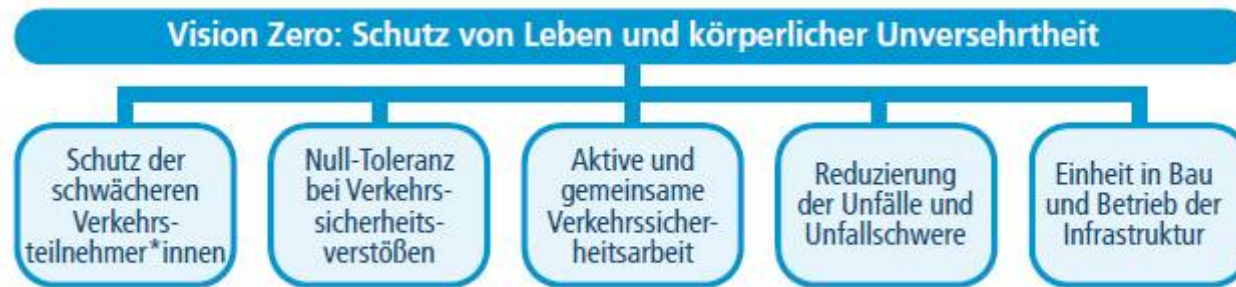 Vision Zero: Schutz von Leben und körperlicher Unversehrtheit
Schutz der
schwächeren
Verkehrs-
teilnehmer*innen
Null-Toleranz
bei Verkehrs-
sicherheits-
verstößen
Aktive und
gemeinsame
Verkehrssicher-
heitsarbeit
Reduzierung
der Unfälle und
Unfallschwere
Einheit in Bau
und Betrieb der
Infrastruktur